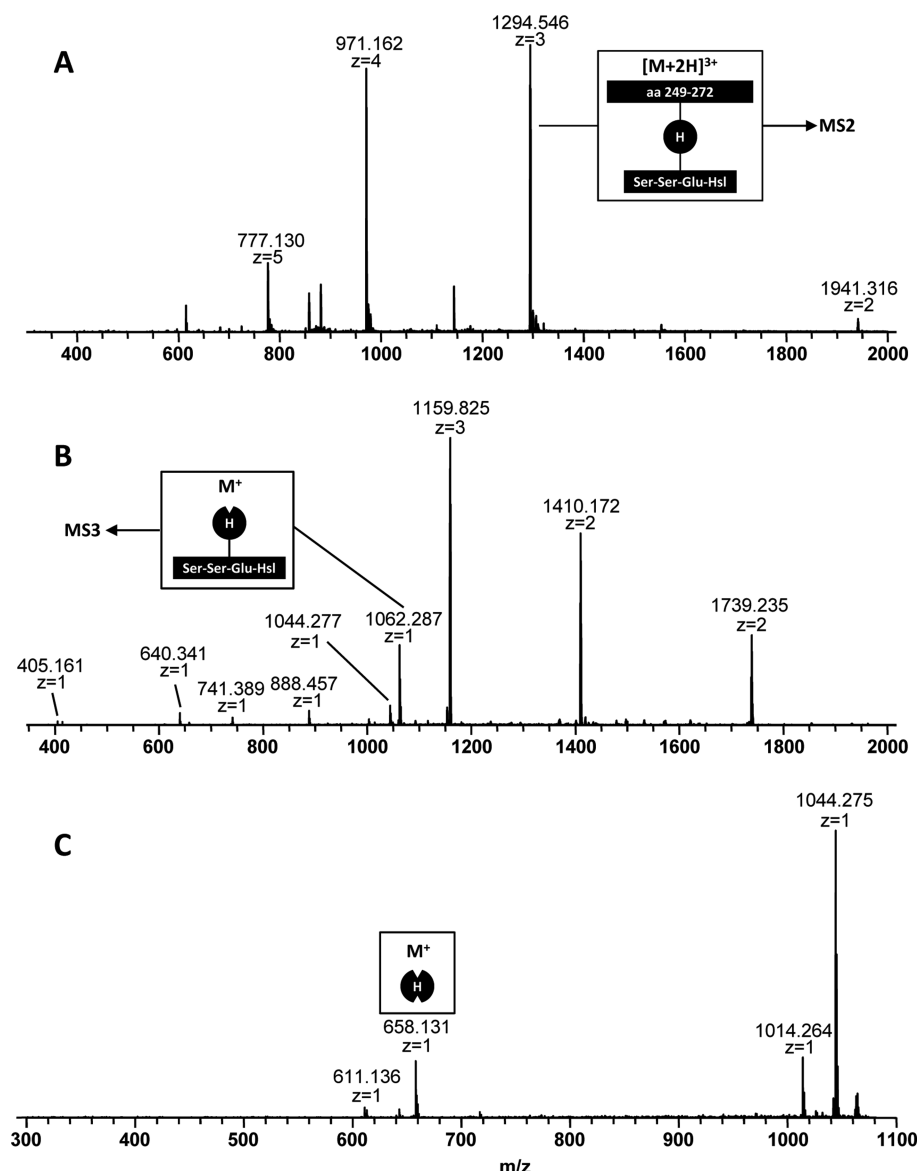 A
971.162
z=4
1294.546
z=3
[M+2H]3+
aa 249-272
H
Ser-Ser-Glu-Hsl
MS2
777.130
z=5
1941.316
z=2
400 600 800 1000 1200 1400 1600 1800 2000
B
1159.825
z=3
M+
H
Ser-Ser-Glu-Hsl
MS3
1410.172
z=2
1044.277
z=1
1062.287
z=1
1739.235
z=2
405.161
z=1
640.341
z=1
741.389
z=1
888.457
z=1
400 600 800 1000 1200 1400 1600 1800 2000
C
1044.275
z=1
M+
H
658.131
z=1
1014.264
z=1
611.136
z=1
300 400 500 600 700 800 900 1000 1100
m/z